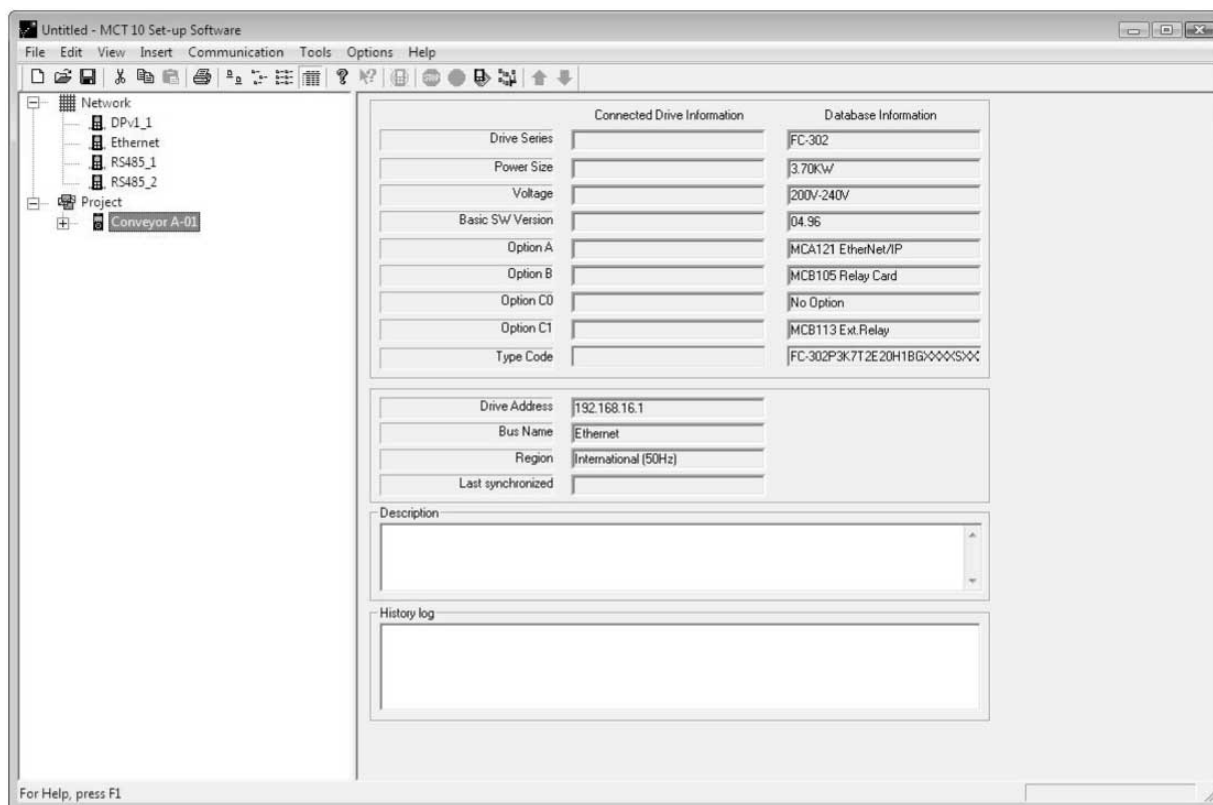 Untitled - MCT 10 Set-up Software
File Edit View Insert Communication Tools Options Help
Network
DPv1_1
Ethernet
RS485_1
RS485_2
Project
Conveyor A-01
Connected Drive Information Database Information
Drive Series FC-302
Power Size 3.70KW
Voltage 200V-240V
Basic SW Version 04.96
Option A MCA121 EtherNet/IP
Option B MCB105 Relay Card
Option C0 No Option
Option C1 MCB113 Ext.Relay
Type Code FC-302P3K7T2E20H1BGXXXXSXX
Drive Address 192.168.16.1
Bus Name Ethernet
Region International (50Hz)
Last synchronized
Description
History log
For Help, press F1